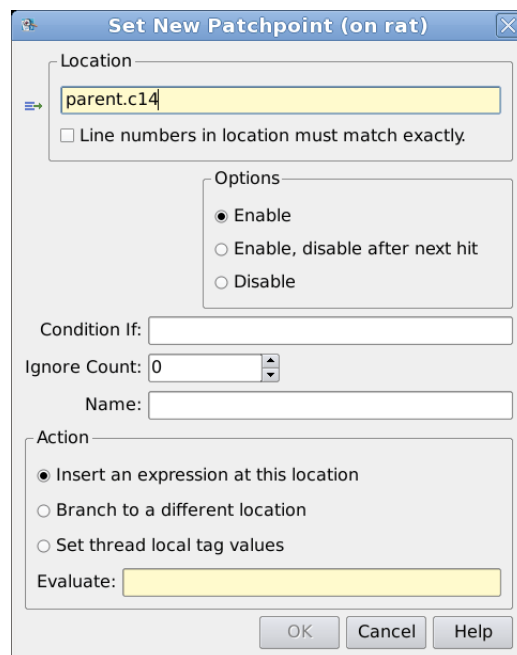 Set New Patchpoint (on rat)
Location
parent.c14
Line numbers in location must match exactly.
Options
Enable
Enable, disable after next hit
Disable
Condition If:
Ignore Count: 0
Name:
Action
Insert an expression at this location
Branch to a different location
Set thread local tag values
Evaluate:
OK Cancel Help